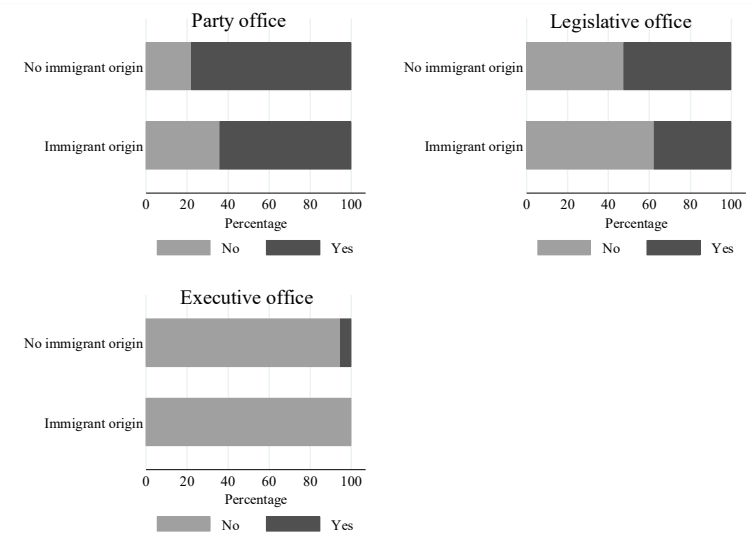 Party office
No immigrant origin
Immigrant origin
0 20 40 60 80 100
Percentage
No Yes
Legislative office
No immigrant origin
Immigrant origin
0 20 40 60 80 100
Percentage
No Yes
Executive office
No immigrant origin
Immigrant origin
0 20 40 60 80 100
Percentage
No Yes